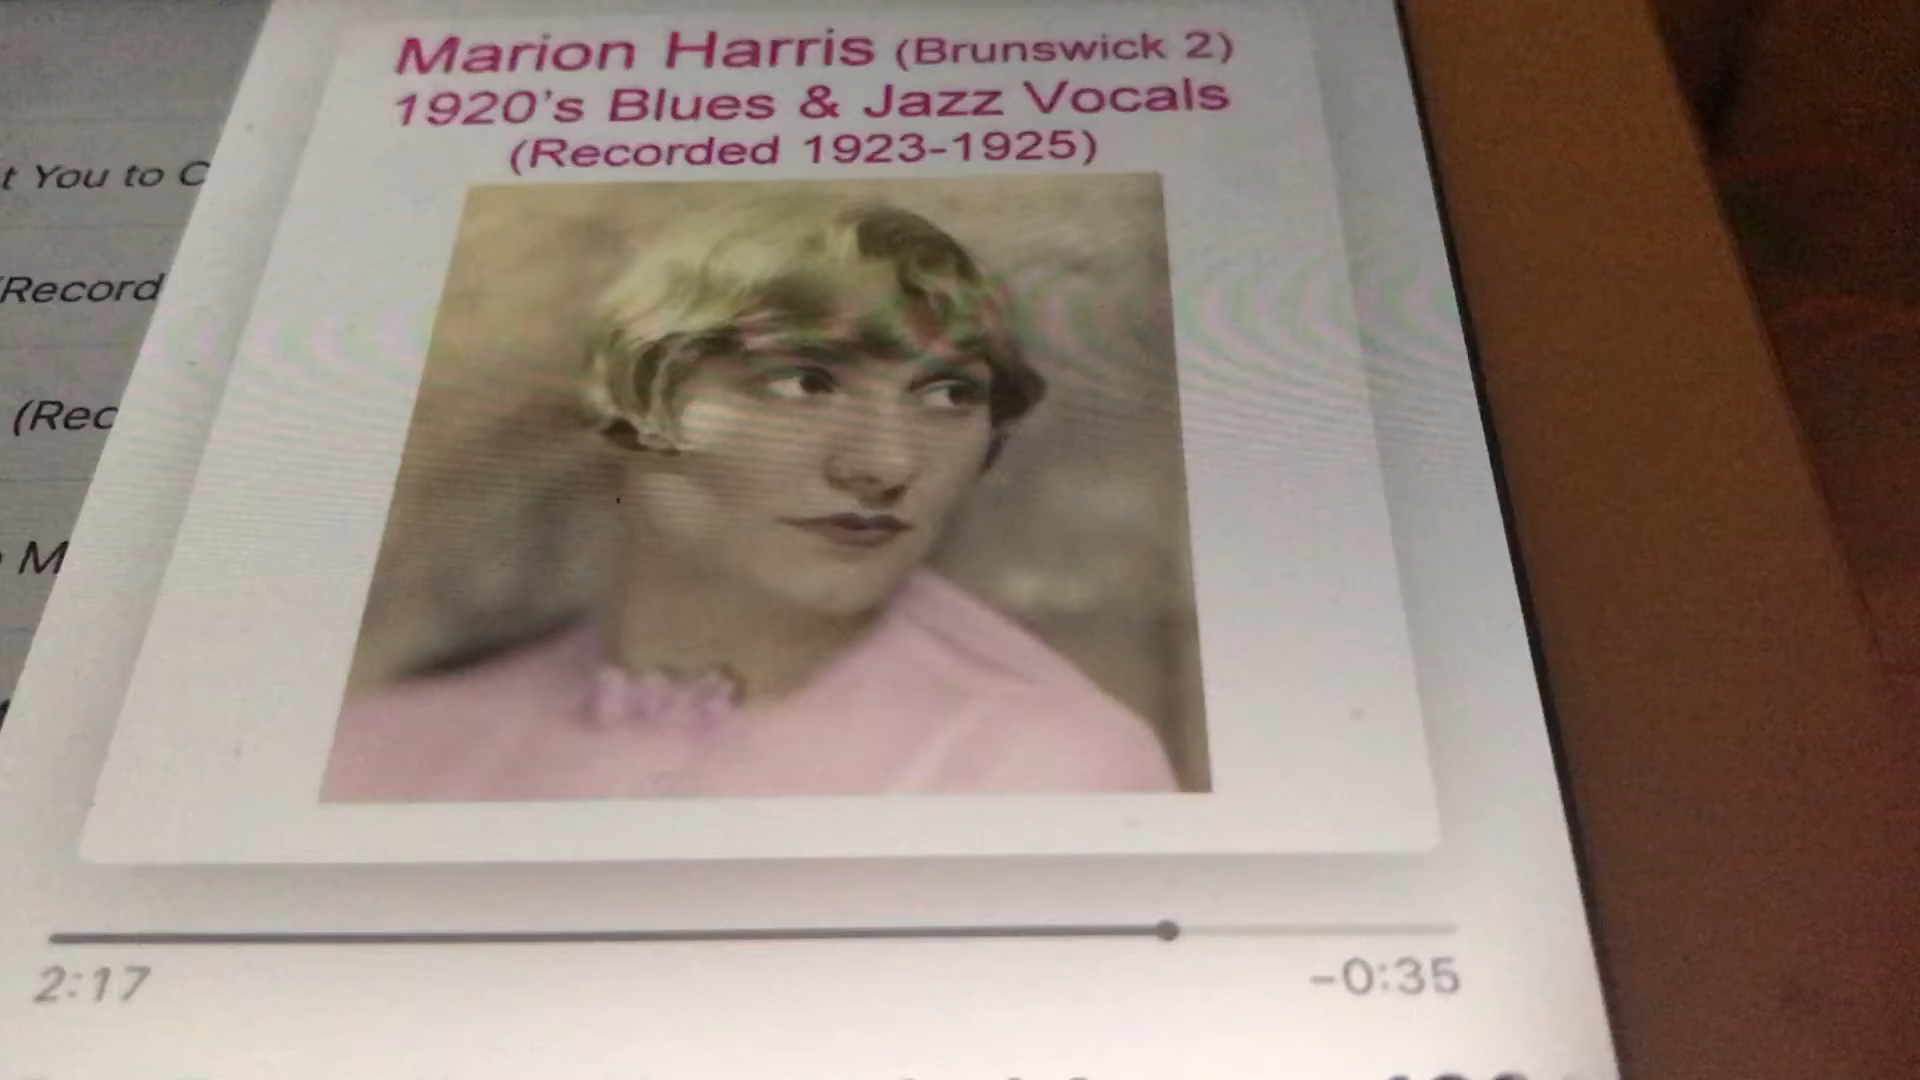 Marion Harris (Brunswick 2)
1920's Blues & Jazz Vocals
(Recorded 1923-1925)
t You to C
(Record
(Rec
M
2:17
-0:35